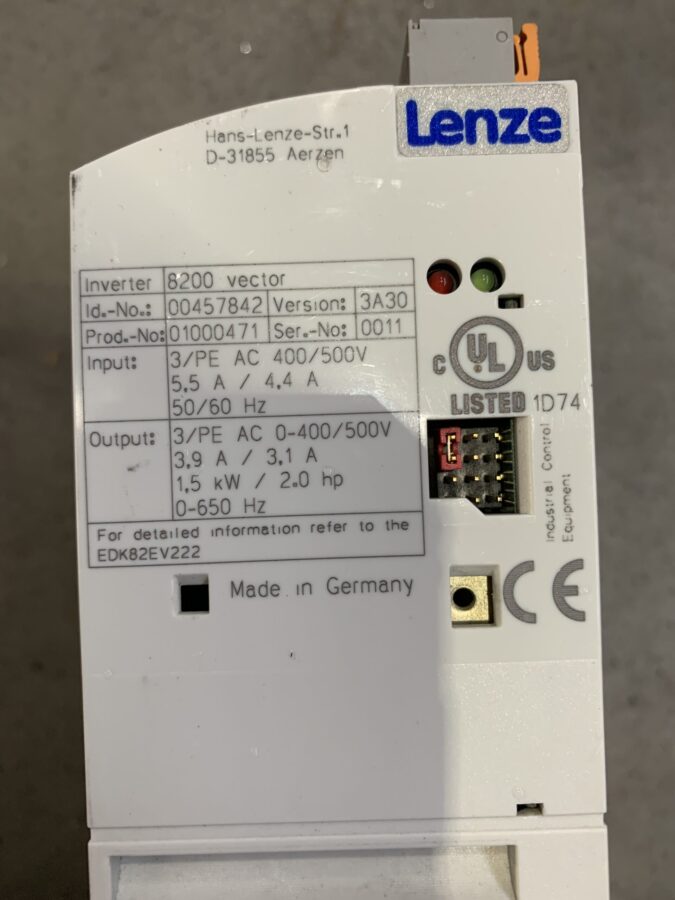 Lenze
Hans-Lenze-Str.1
D-31855 Aerzen
Inverter 8200 vector
Id.-No.: 00457842 Version: 3A30
Prod.-No: 01000471 Ser.-No: 0011
Input: 3/PE AC 400/500V
5,5 A / 4,4 A
50/60 Hz
Output: 3/PE AC 0-400/500V
3,9 A / 3,1 A
1,5 kW / 2.0 hp
0-650 Hz
For detailed information refer to the
EDK82EV222
Made in Germany
C UL US
LISTED 1D74
Industrial Control
Equipment
CE